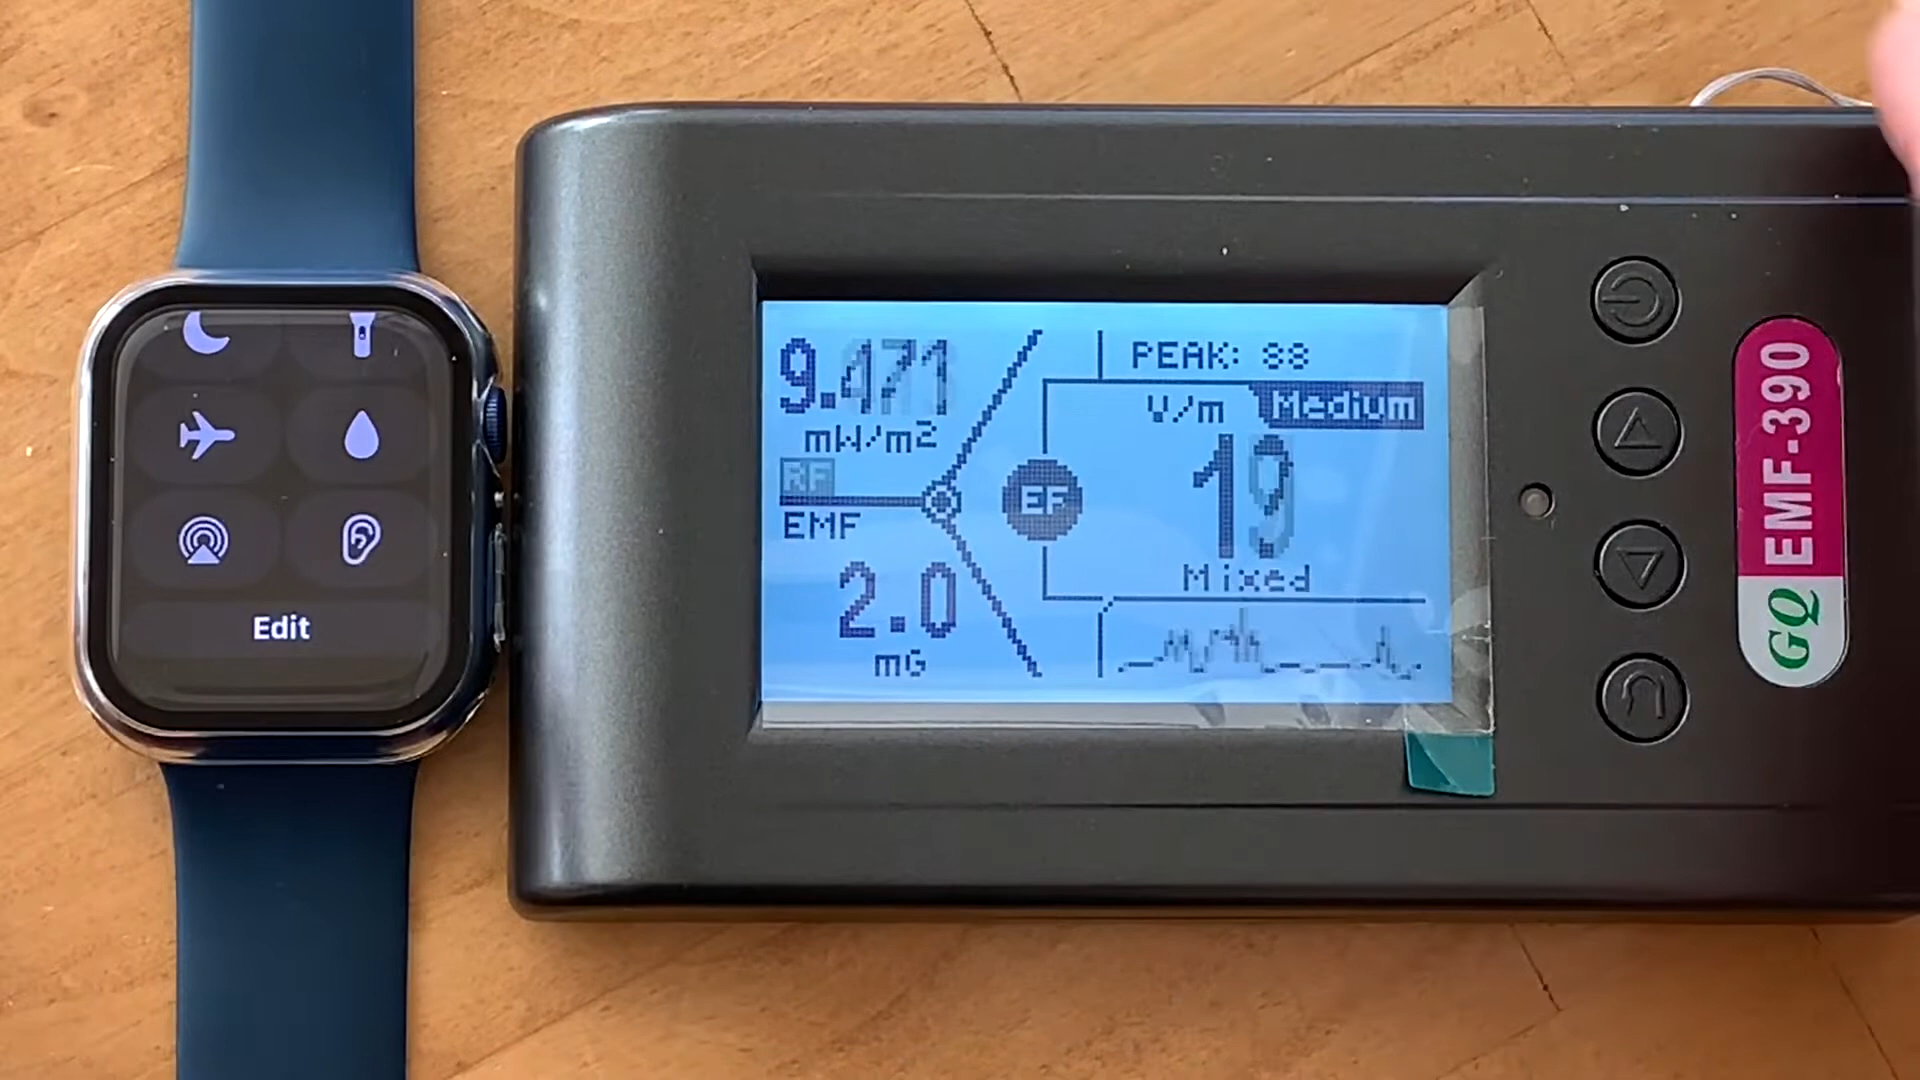 Edit
9.471
mW/m²
RF
EMF
2.0
mG
PEAK: 88
V/m Medium
EF
19
Mixed
GQ EMF-390